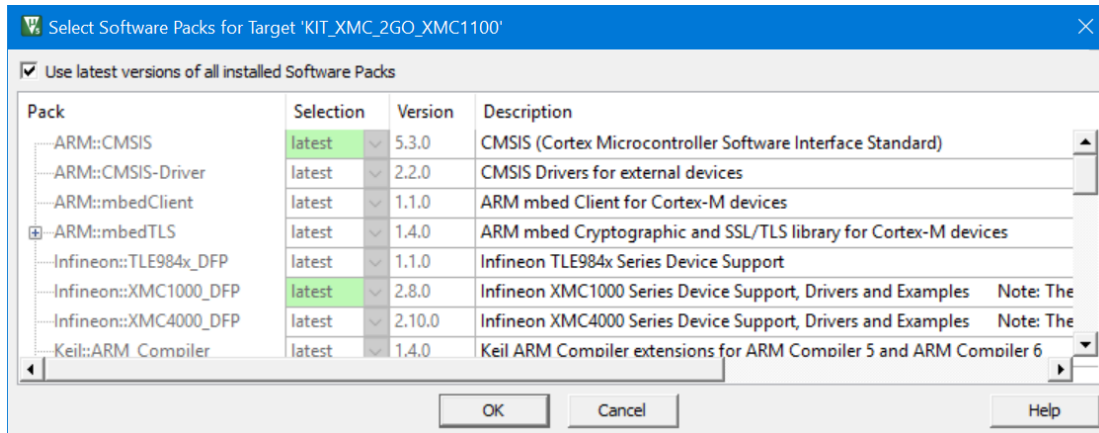 Select Software Packs for Target 'KIT_XMC_2GO_XMC1100'
Use latest versions of all installed Software Packs
Pack Selection Version Description
ARM::CMSIS latest 5.3.0 CMSIS (Cortex Microcontroller Software Interface Standard)
ARM::CMSIS-Driver latest 2.2.0 CMSIS Drivers for external devices
ARM::mbedClient latest 1.1.0 ARM mbed Client for Cortex-M devices
ARM::mbedTLS latest 1.4.0 ARM mbed Cryptographic and SSL/TLS library for Cortex-M devices
Infineon::TLE984x_DFP latest 1.1.0 Infineon TLE984x Series Device Support
Infineon::XMC1000_DFP latest 2.8.0 Infineon XMC1000 Series Device Support, Drivers and Examples Note: The
Infineon::XMC4000_DFP latest 2.10.0 Infineon XMC4000 Series Device Support, Drivers and Examples Note: The
Keil::ARM_Compiler latest 1.4.0 Keil ARM Compiler extensions for ARM Compiler 5 and ARM Compiler 6
OK Cancel Help